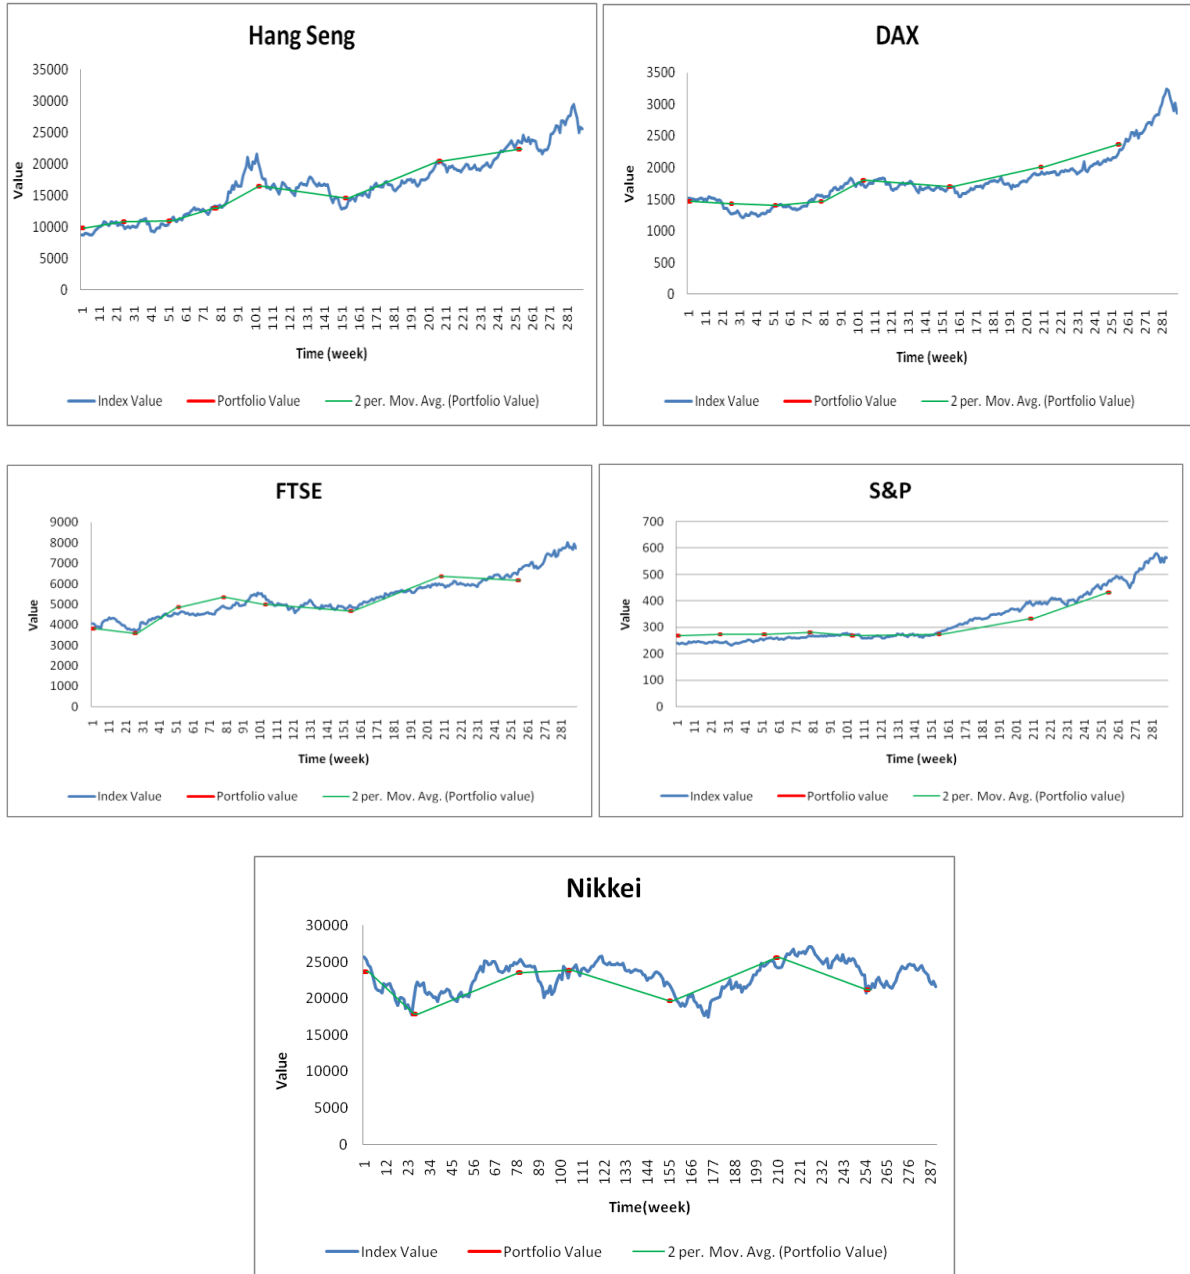 Hang Seng
35000
30000
25000
20000
15000
10000
5000
0
Value
1 11 21 31 41 51 61 71 81 91 101 111 121 131 141 151 161 171 181 191 201 211 221 231 241 251 261 271 281
Time (week)
Index Value Portfolio Value 2 per. Mov. Avg. (Portfolio Value)
DAX
3500
3000
2500
2000
1500
1000
500
0
Value
1 11 21 31 41 51 61 71 81 91 101 111 121 131 141 151 161 171 181 191 201 211 221 231 241 251 261 271 281
Time (week)
Index Value Portfolio Value 2 per. Mov. Avg. (Portfolio Value)
FTSE
9000
8000
7000
6000
5000
4000
3000
2000
1000
0
Value
1 11 21 31 41 51 61 71 81 91 101 111 121 131 141 151 161 171 181 191 201 211 221 231 241 251 261 271 281
Time (week)
Index Value Portfolio value 2 per. Mov. Avg. (Portfolio value)
S&P
700
600
500
400
300
200
100
0
Value
1 11 21 31 41 51 61 71 81 91 101 111 121 131 141 151 161 171 181 191 201 211 221 231 241 251 261 271 281
Time (week)
Index value Portfolio Value 2 per. Mov. Avg. (Portfolio Value)
Nikkei
30000
25000
20000
15000
10000
5000
0
Value
1 12 23 34 45 56 67 78 89 100 111 122 133 144 155 166 177 188 199 210 221 232 243 254 265 276 287
Time(week)
Index Value Portfolio Value 2 per. Mov. Avg. (Portfolio Value)